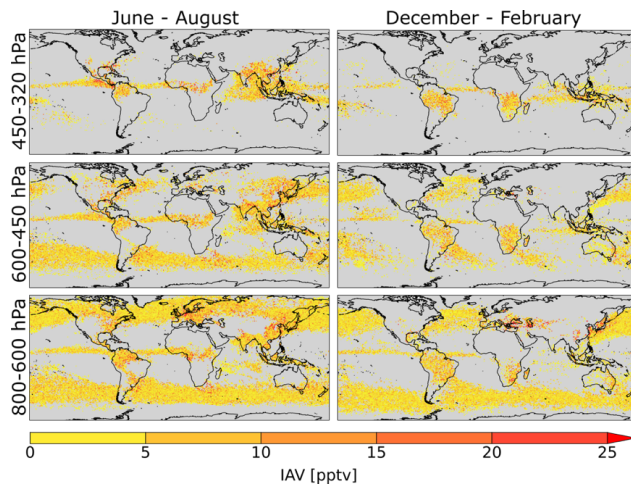 June - August
December - February
450-320 hPa
600-450 hPa
800-600 hPa
0 5 10 15 20 25
IAV [pptv]